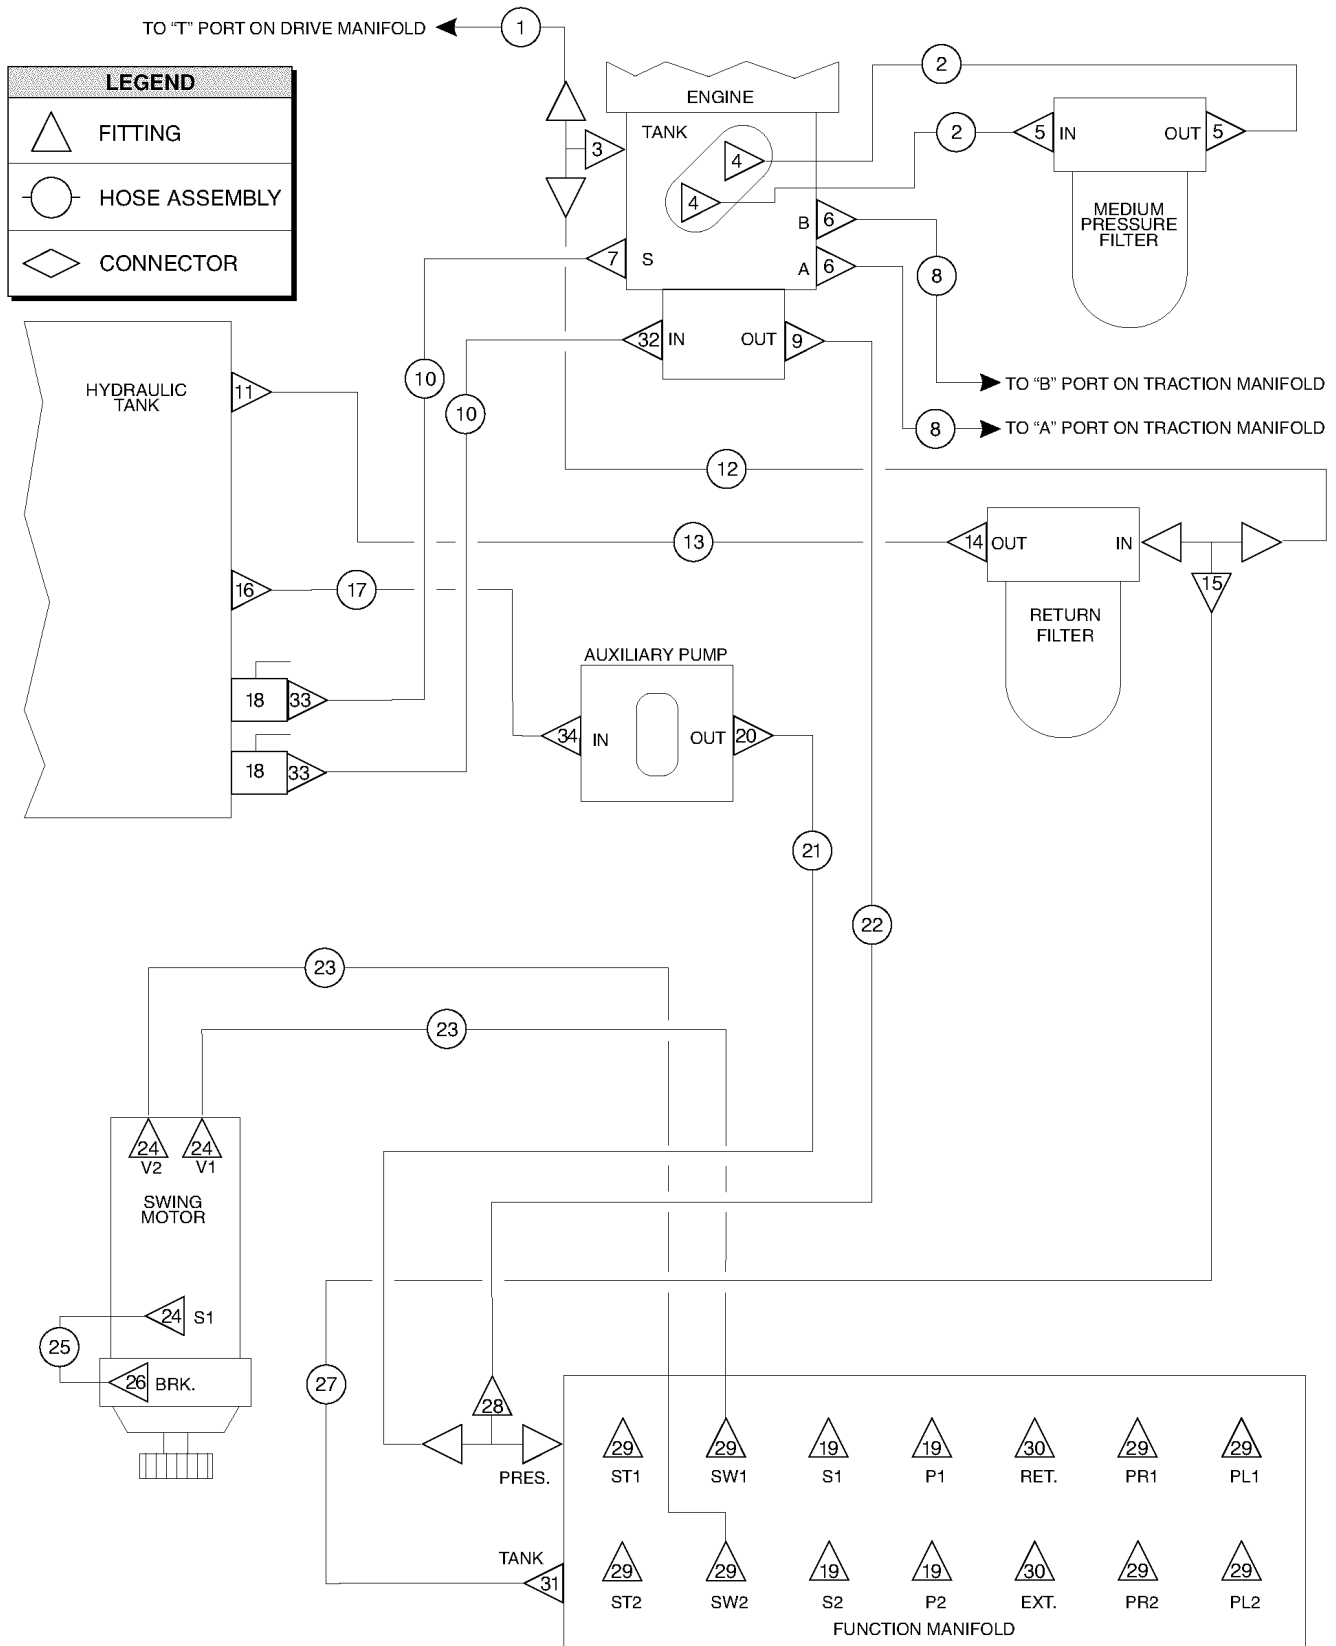 TO “T” PORT ON DRIVE MANIFOLD
1
LEGEND
FITTING
HOSE ASSEMBLY
CONNECTOR
ENGINE
TANK
3
4
4
2
2
5
IN
OUT
5
MEDIUM
PRESSURE
FILTER
B
6
A
6
7
S
8
32
IN
OUT
9
TO “B” PORT ON TRACTION MANIFOLD
8
TO “A” PORT ON TRACTION MANIFOLD
HYDRAULIC
TANK
11
10
10
12
13
14
OUT
IN
15
RETURN
FILTER
16
17
18
33
18
33
AUXILIARY PUMP
34
IN
OUT
20
21
22
23
23
24
24
V2
V1
SWING
MOTOR
24
S1
25
26
BRK.
27
28
PRES.
29
29
19
19
30
29
29
ST1
SW1
S1
P1
RET.
PR1
PL1
TANK
31
29
29
19
19
30
29
29
ST2
SW2
S2
P2
EXT.
PR2
PL2
FUNCTION MANIFOLD